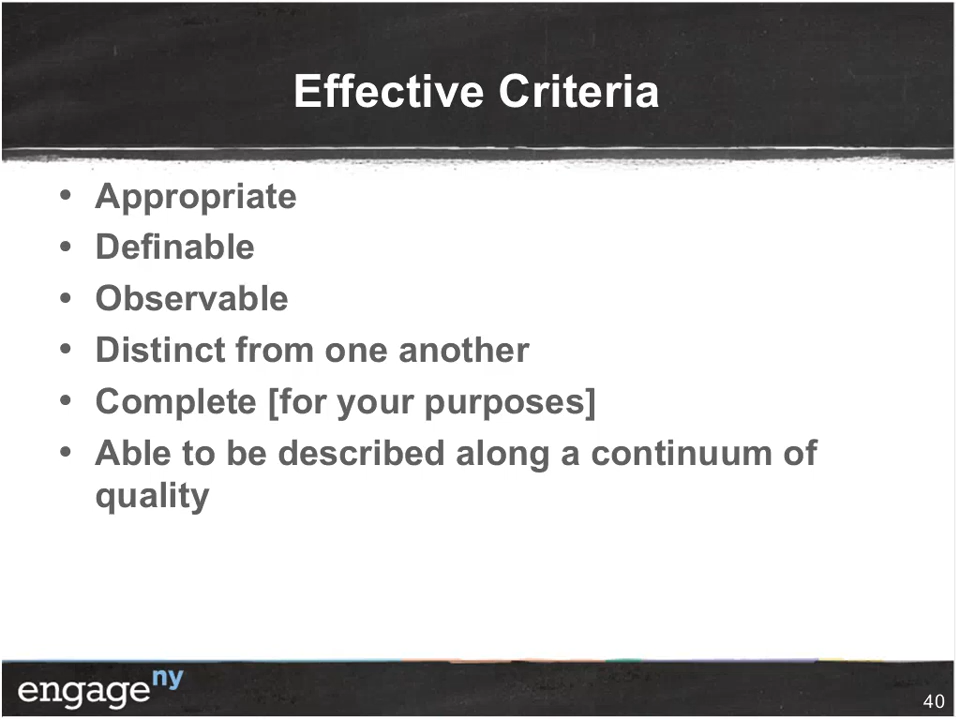 Effective Criteria
• Appropriate
• Definable
• Observable
• Distinct from one another
• Complete [for your purposes]
• Able to be described along a continuum of
quality
engageny
40